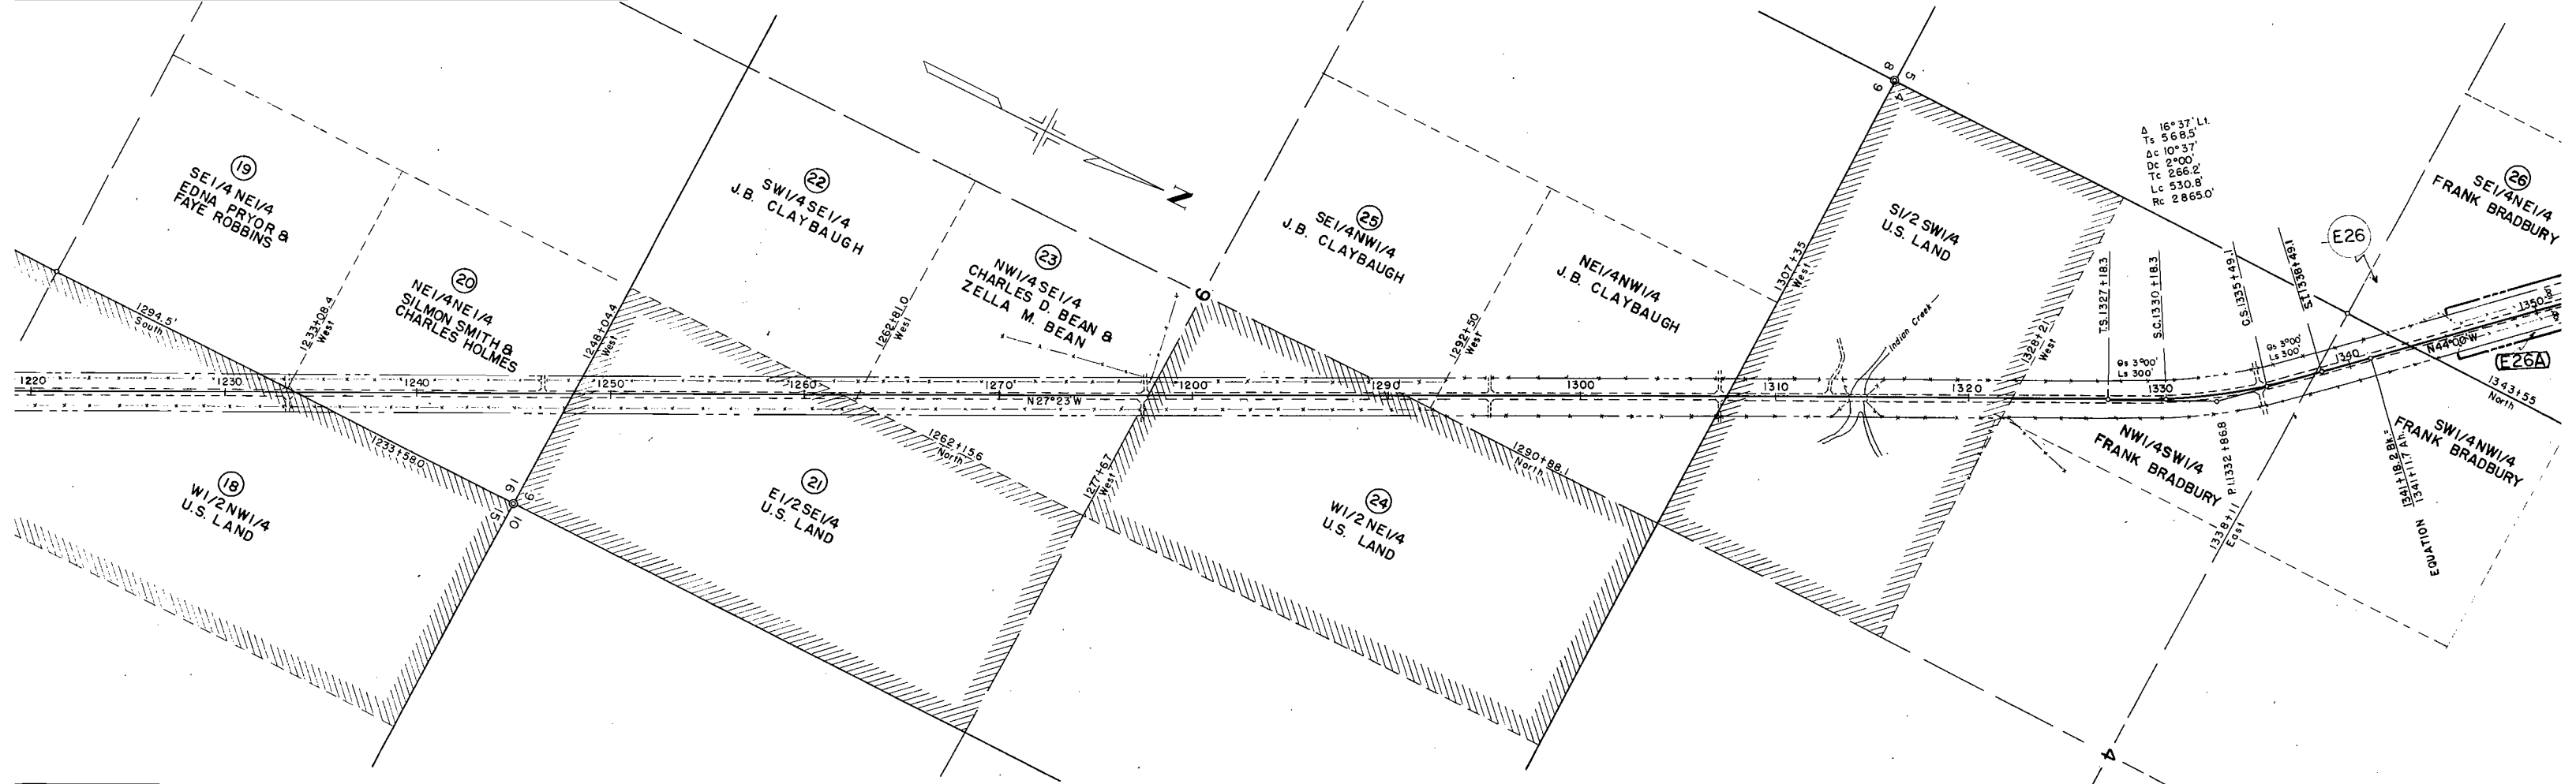 19
SE1/4 NE1/4
EDNA PRYOR &
FAYE ROBBINS
1294.5'
South
1233+08.4
West
20
NE1/4NE1/4
SILMON SMITH &
CHARLES HOLMES
1248+04.4
West
22
SW1/4SE1/4
J.B. CLAYBAUGH
1262+81.0
West
23
NW1/4 SE1/4
CHARLES D. BEAN &
ZELLA M. BEAN
N
9
25
SE1/4NW1/4
J.B. CLAYBAUGH
1292+50
West
NE1/4NW1/4
J.B. CLAYBAUGH
1307+35
West
8 5
9 4
S1/2 SW1/4
U.S. LAND
Indian Creek
1328+21
West
Δ 16°37' Lt.
Ts 568.5'
Δc 10°37'
Dc 2°00'
Tc 266.2'
Lc 530.8'
Rc 2865.0'
T.S.1327+18.3
S.C.1330+18.3
C.S.1335+49.1
S.T.1338+49.1
θs 3°00'
Ls 300'
θs 3°00'
Ls 300'
E26
26
SE1/4NE1/4
FRANK BRADBURY
E26A
1220
1230
1240
1250
1260
1270
1200
1290
1300
1310
1320
1330
1340
1350
N27°23'W
N44°00'W
1343+55
North
18
W1/2NW1/4
U.S. LAND
1233+58.0
16 9
15 10
21
E1/2SE1/4
U.S. LAND
1262+15.6
North
1277+67
West
24
W1/2NE1/4
U.S. LAND
1290+88.1
North
NW1/4SW1/4
FRANK BRADBURY
P.I.1332+86.8
1338+11
East
EQUATION 1341+18.2 Bk.=
1341+11.7 Ah.
SW1/4NW1/4
FRANK BRADBURY
4